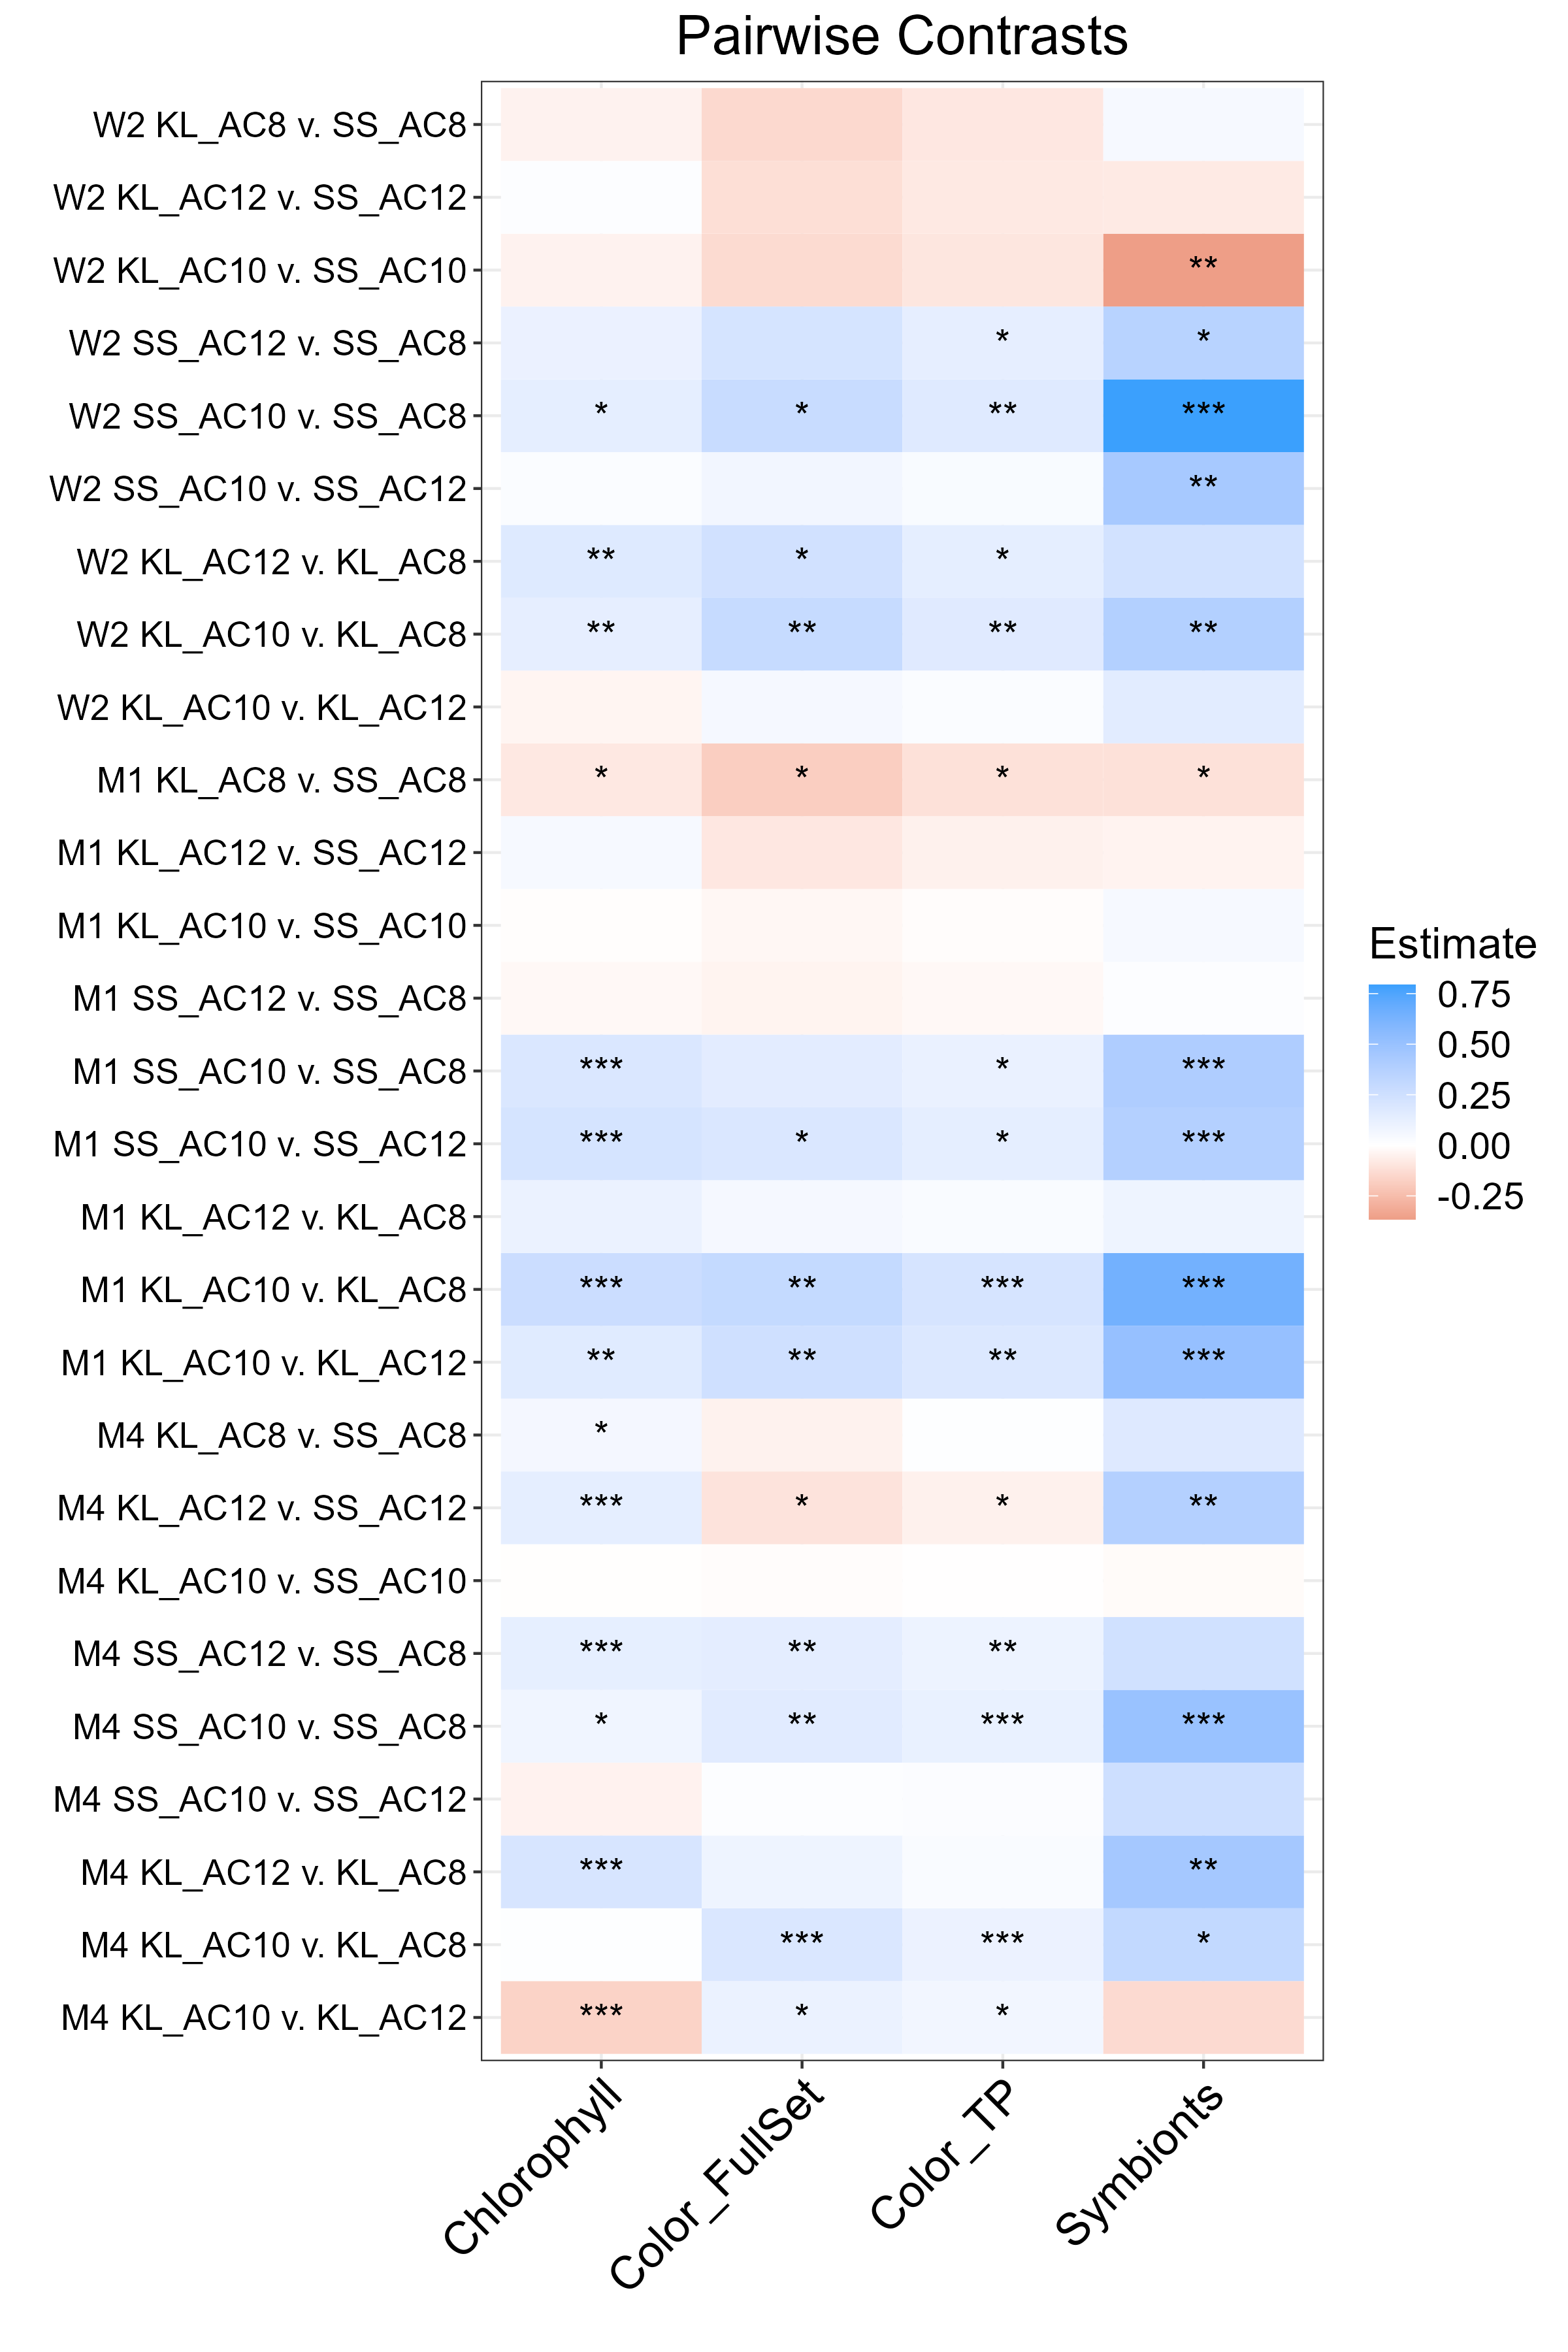 Pairwise Contrasts
W2 KL_AC8 v. SS_AC8
W2 KL_AC12 v. SS_AC12
W2 KL_AC10 v. SS_AC10 **
W2 SS_AC12 v. SS_AC8 * *
W2 SS_AC10 v. SS_AC8 * * ** ***
W2 SS_AC10 v. SS_AC12 **
W2 KL_AC12 v. KL_AC8 ** * *
W2 KL_AC10 v. KL_AC8 ** ** ** **
W2 KL_AC10 v. KL_AC12
M1 KL_AC8 v. SS_AC8 * * * *
M1 KL_AC12 v. SS_AC12
M1 KL_AC10 v. SS_AC10
M1 SS_AC12 v. SS_AC8
M1 SS_AC10 v. SS_AC8 *** * ***
M1 SS_AC10 v. SS_AC12 *** * * ***
M1 KL_AC12 v. KL_AC8
M1 KL_AC10 v. KL_AC8 *** ** *** ***
M1 KL_AC10 v. KL_AC12 ** ** ** ***
M4 KL_AC8 v. SS_AC8 *
M4 KL_AC12 v. SS_AC12 *** * * **
M4 KL_AC10 v. SS_AC10
M4 SS_AC12 v. SS_AC8 *** ** **
M4 SS_AC10 v. SS_AC8 * ** *** ***
M4 SS_AC10 v. SS_AC12
M4 KL_AC12 v. KL_AC8 *** **
M4 KL_AC10 v. KL_AC8 *** *** *
M4 KL_AC10 v. KL_AC12 *** * *
Chlorophyll
Color_FullSet
Color_TP
Symbionts
Estimate
0.75
0.50
0.25
0.00
-0.25